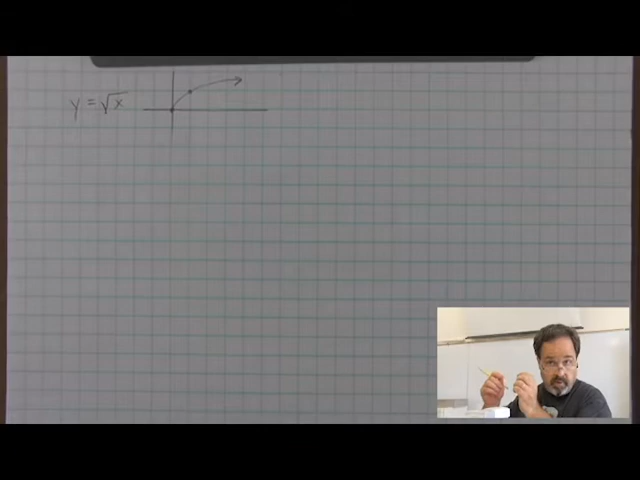 y = √x